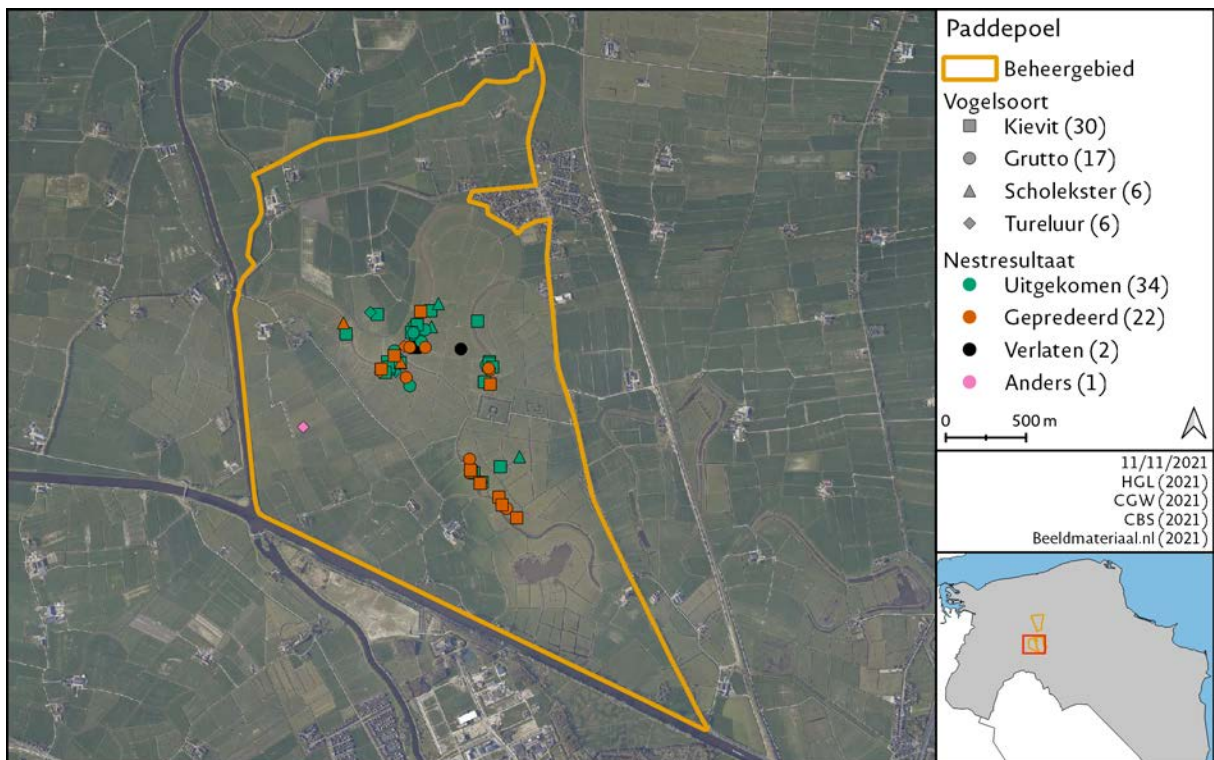 Paddepoel
Beheergebied
Vogelsoort
Kievit (30)
Grutto (17)
Scholekster (6)
Tureluur (6)
Nestresultaat
Uitgekomen (34)
Gepredeerd (22)
Verlaten (2)
Anders (1)
0 500 m
11/11/2021
HGL (2021)
CGW (2021)
CBS (2021)
Beeldmateriaal.nl (2021)